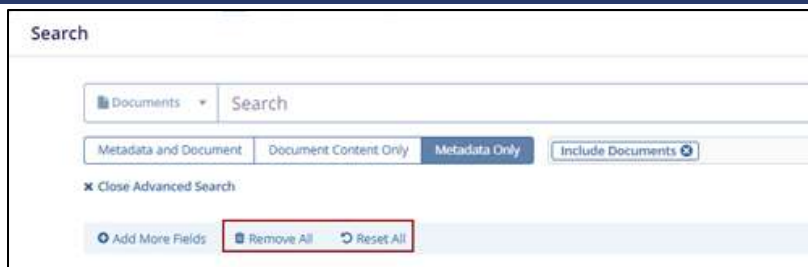 Search
Documents Search
Metadata and Document Document Content Only Metadata Only Include Documents
Close Advanced Search
Add More Fields Remove All Reset All